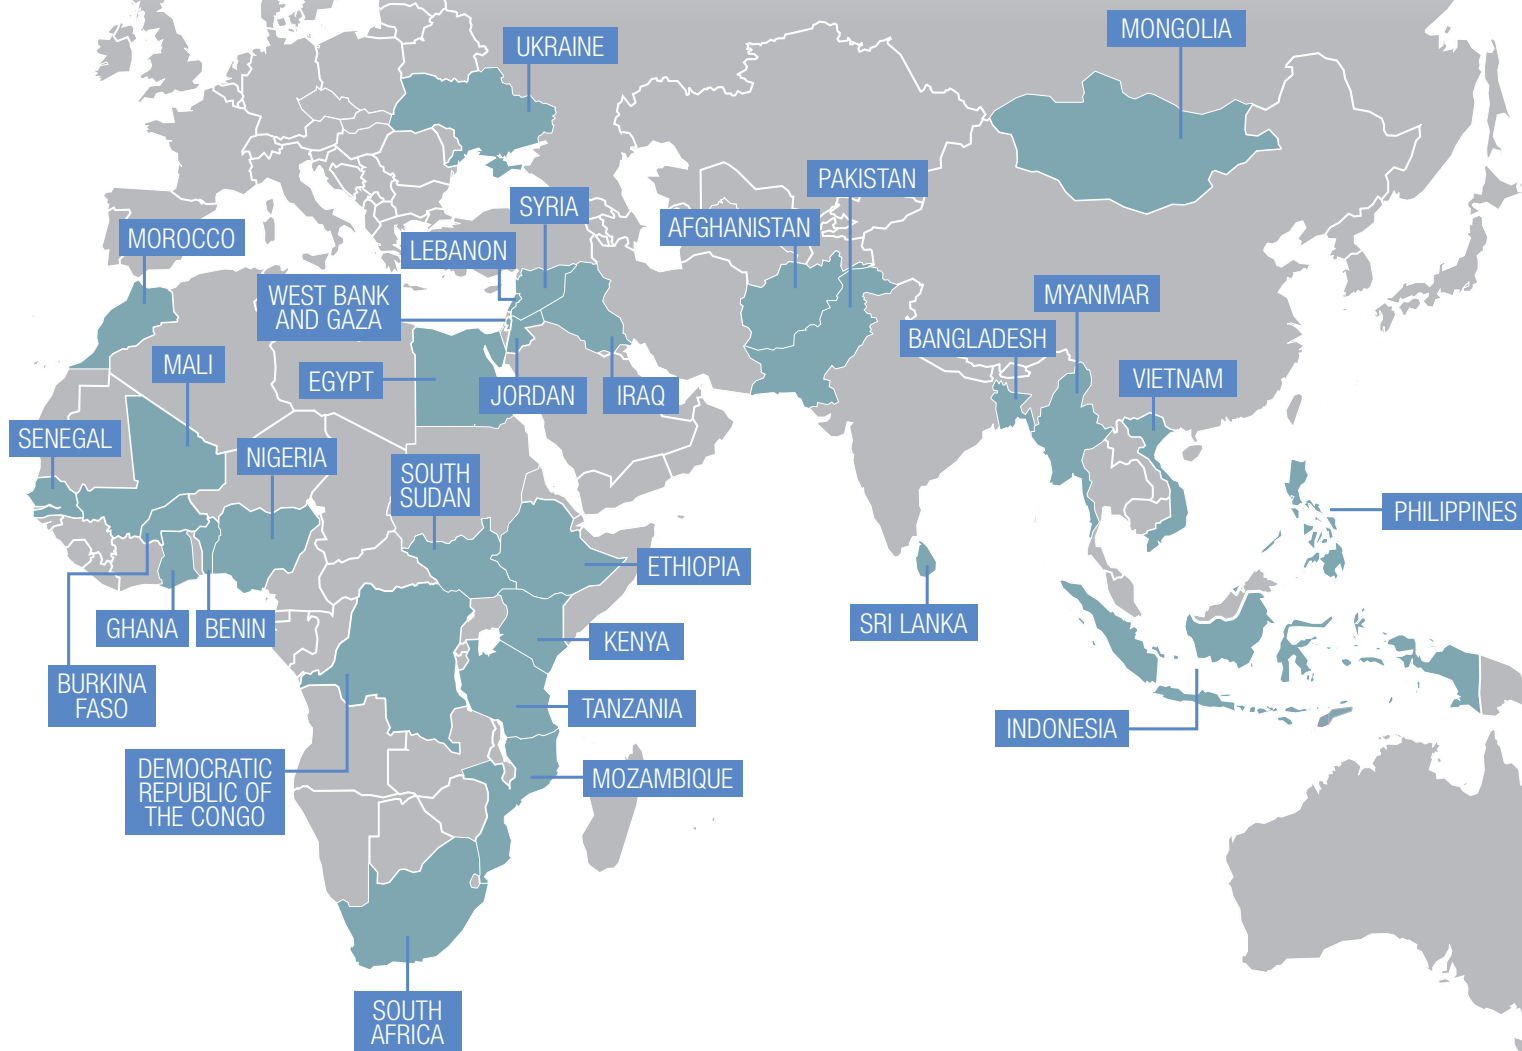 MONGOLIA
UKRAINE
PAKISTAN
SYRIA
AFGHANISTAN
MOROCCO
LEBANON
WEST BANK
AND GAZA
MYANMAR
BANGLADESH
MALI
EGYPT
JORDAN
IRAQ
VIETNAM
SENEGAL
NIGERIA
SOUTH
SUDAN
PHILIPPINES
ETHIOPIA
GHANA
BENIN
KENYA
SRI LANKA
BURKINA
FASO
TANZANIA
INDONESIA
DEMOCRATIC
REPUBLIC OF
THE CONGO
MOZAMBIQUE
SOUTH
AFRICA